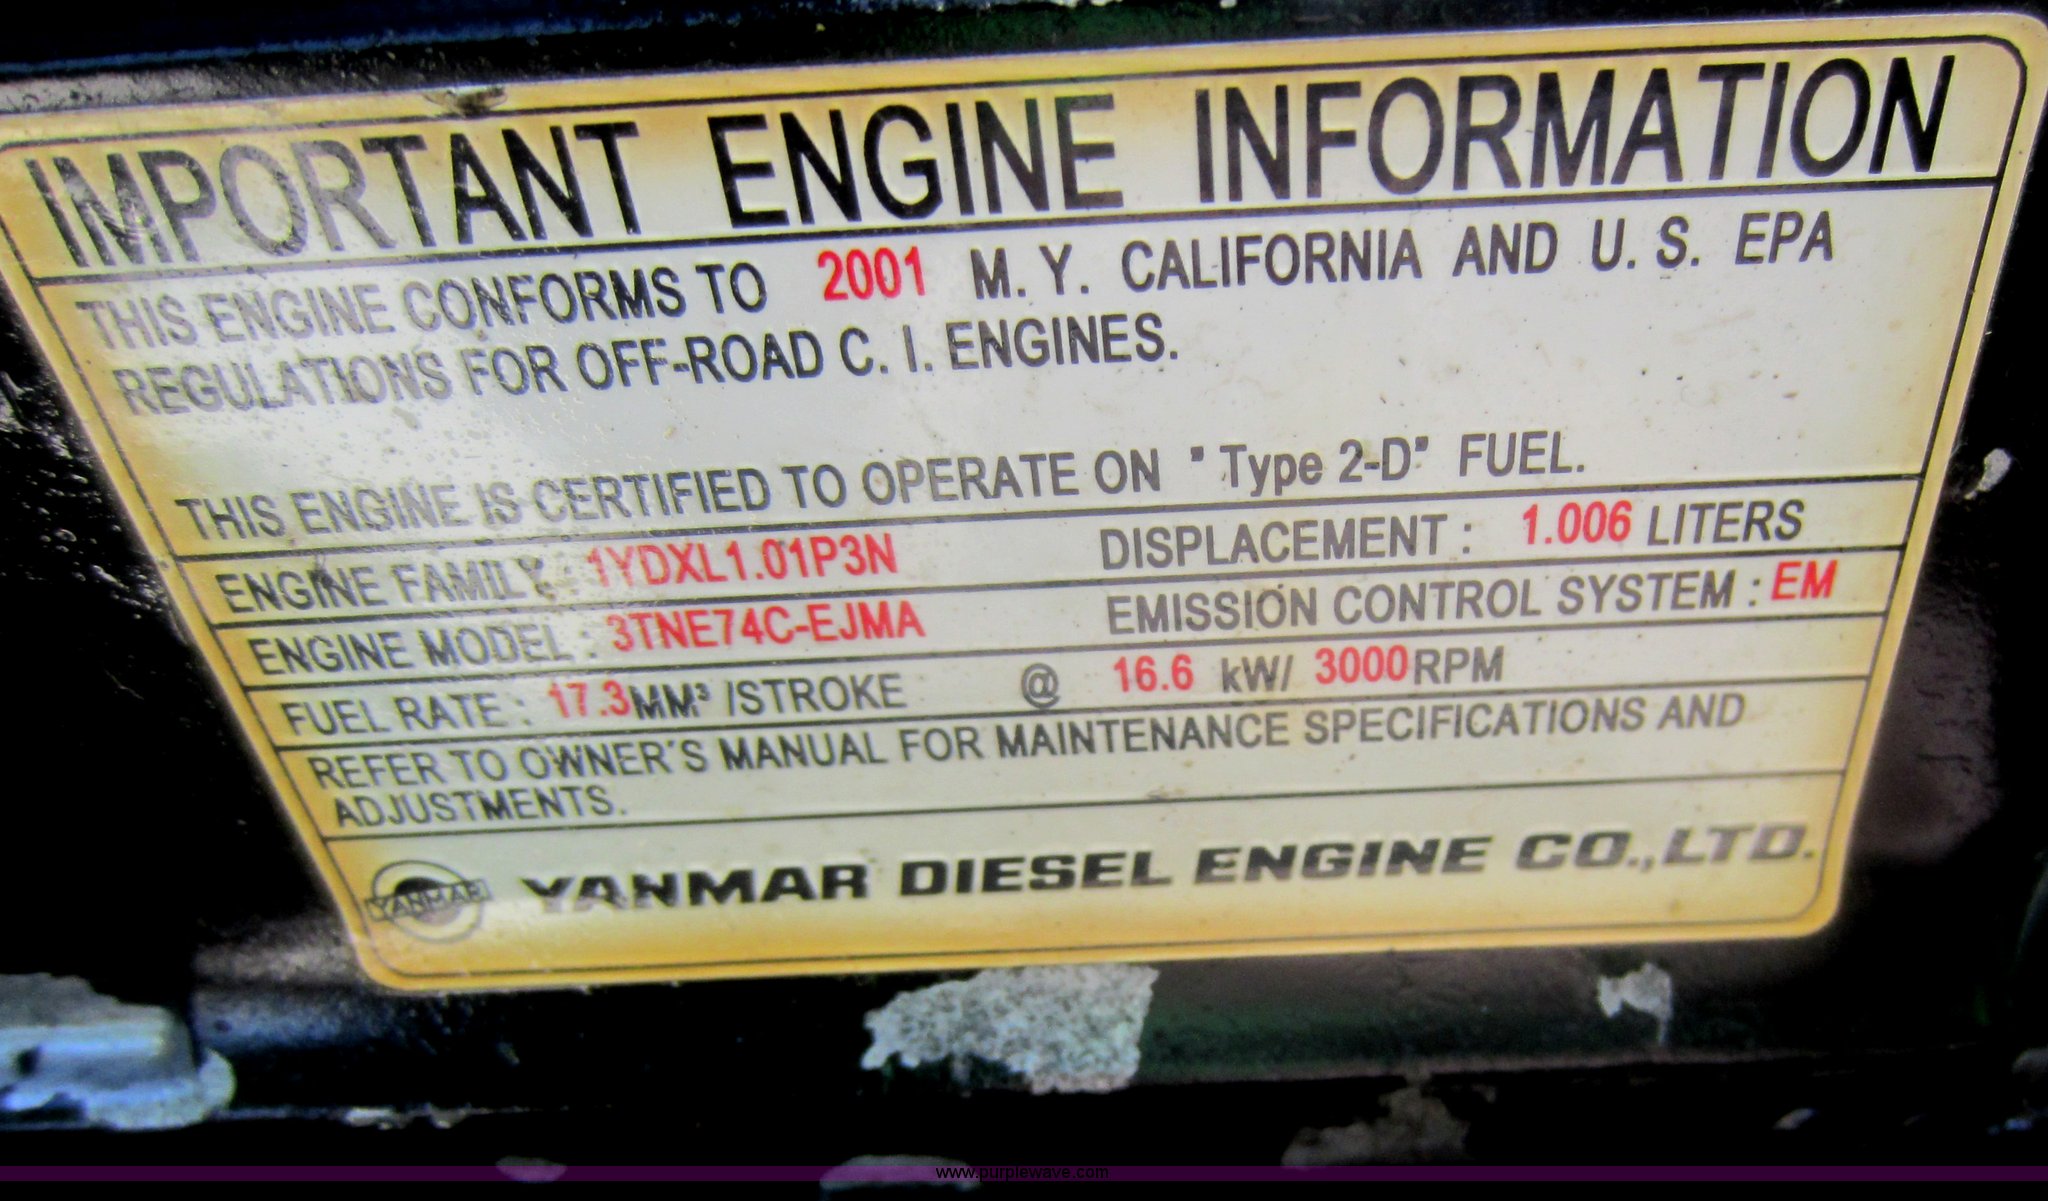 IMPORTANT ENGINE INFORMATION
THIS ENGINE CONFORMS TO 2001 M. Y. CALIFORNIA AND U. S. EPA
REGULATIONS FOR OFF-ROAD C. I. ENGINES.
THIS ENGINE IS CERTIFIED TO OPERATE ON "Type 2-D" FUEL.
ENGINE FAMILY : 1YDXL1.01P3N DISPLACEMENT : 1.006 LITERS
ENGINE MODEL : 3TNE74C-EJMA EMISSION CONTROL SYSTEM : EM
FUEL RATE : 17.3MM³ /STROKE @ 16.6 kW/ 3000RPM
REFER TO OWNER'S MANUAL FOR MAINTENANCE SPECIFICATIONS AND
ADJUSTMENTS.
YANMAR YANMAR DIESEL ENGINE CO.,LTD.
www.purplewave.com